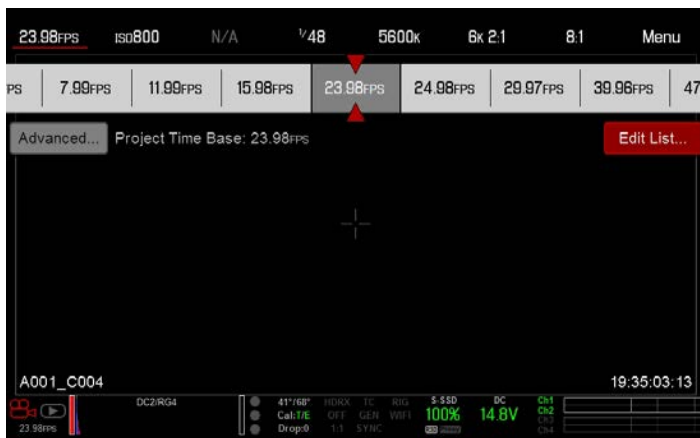 23.98FPS ISO800 N/A 1/48 5600K 6K 2:1 8:1 Menu
PS 7.99FPS 11.99FPS 15.98FPS 23.98FPS 24.98FPS 29.97FPS 39.96FPS 47
Advanced... Project Time Base: 23.98FPS Edit List...
A001_C004 19:35:03:13
DC2/RG4 41°/68° HDRX TC RIG S-SSD DC Ch1
Cal:T/E OFF GEN WIFI 100% 14.8V Ch2
Ch3
23.98FPS Drop:0 1:1 SYNC Ch4